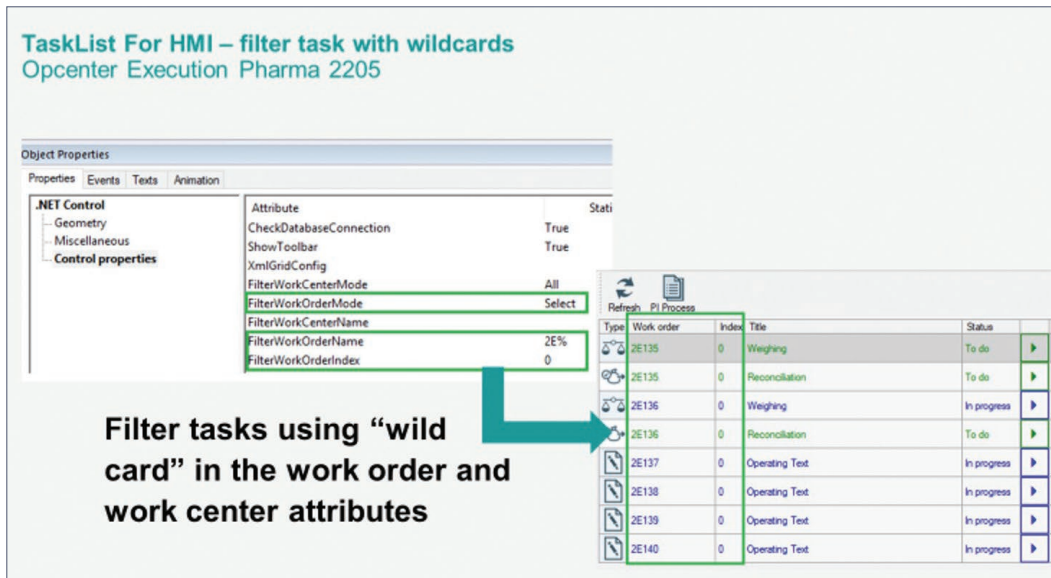 TaskList For HMI – filter task with wildcards
Opcenter Execution Pharma 2205
Object Properties
Properties Events Texts Animation
.NET Control
Geometry
Miscellaneous
Control properties
Attribute Stati
CheckDatabaseConnection True
ShowToolbar True
XmlGridConfig
FilterWorkCenterMode All
FilterWorkOrderMode Select
FilterWorkCenterName
FilterWorkOrderName 2E%
FilterWorkOrderIndex 0
Refresh PI Process
Type Work order Index Title Status
2E135 0 Weighing To do
2E135 0 Reconciliation To do
2E136 0 Weighing In progress
2E136 0 Reconciliation To do
2E137 0 Operating Text In progress
2E138 0 Operating Text In progress
2E139 0 Operating Text In progress
2E140 0 Operating Text In progress
Filter tasks using “wild
card” in the work order and
work center attributes